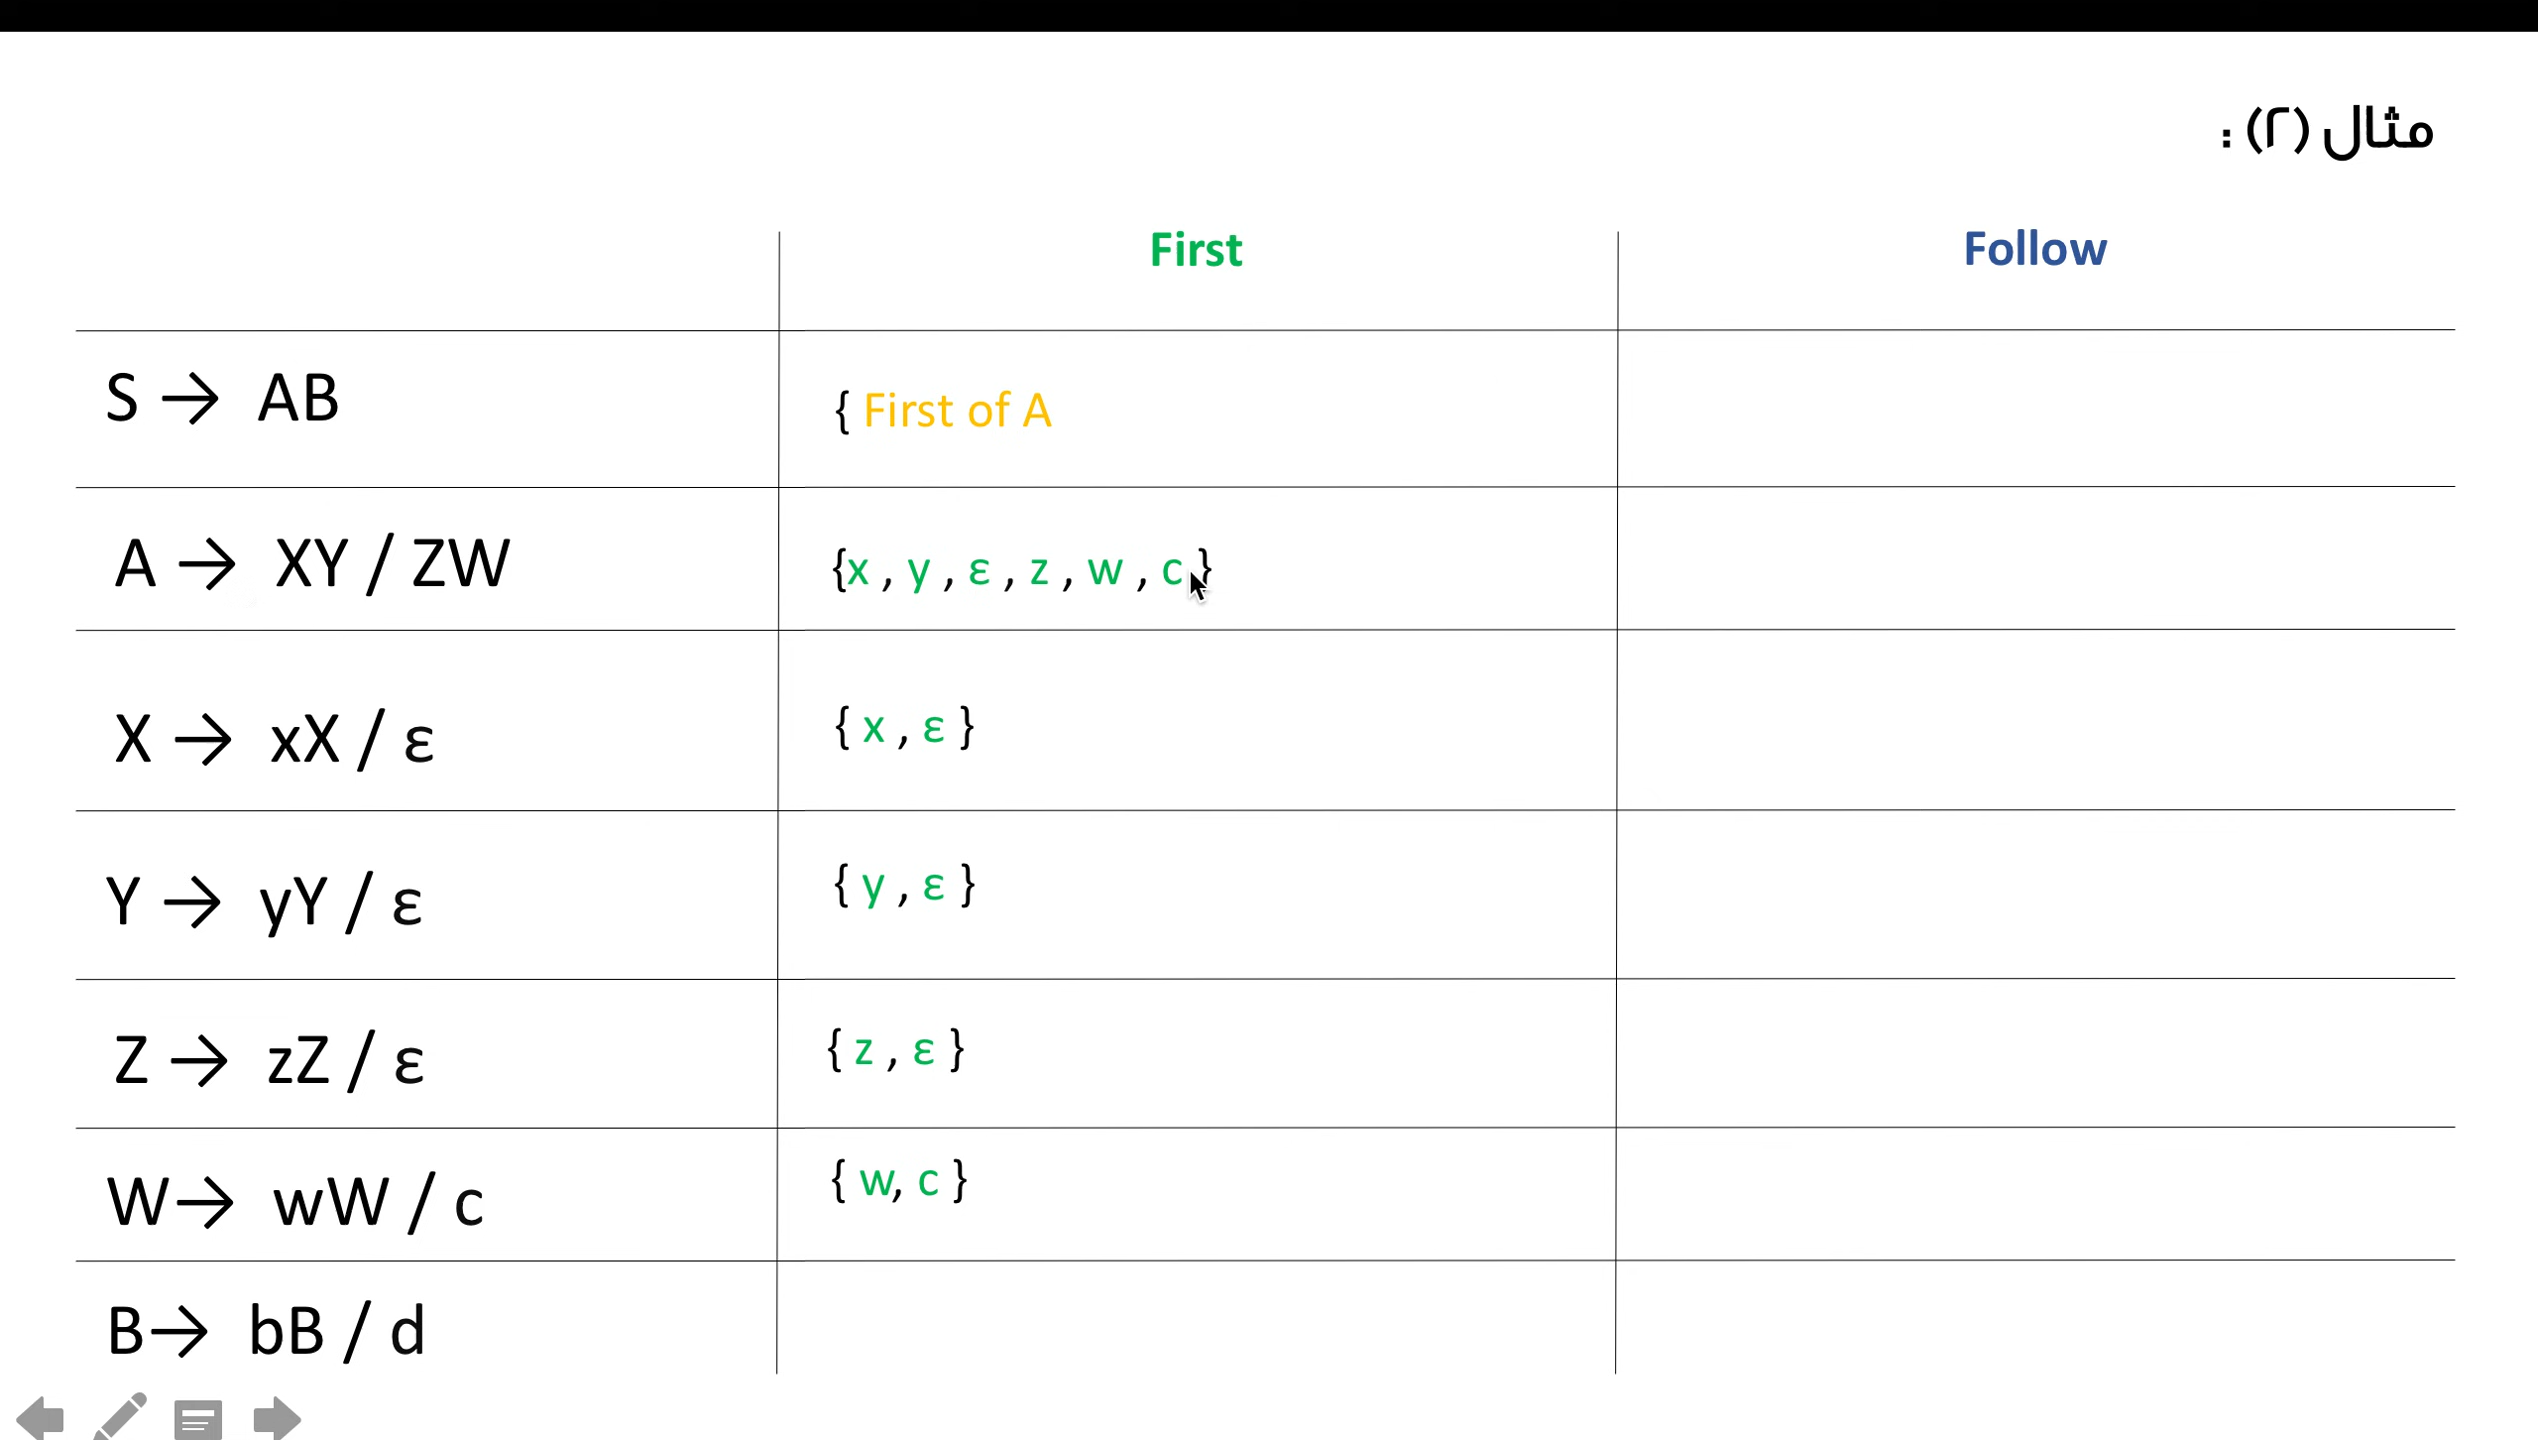 مثال (٢) :
First Follow
S → AB { First of A
A → XY / ZW {x , y , ε , z , w , c }
X → xX / ε { x , ε }
Y → yY / ε { y , ε }
Z → zZ / ε { z , ε }
W→ wW / c { w, c }
B→ bB / d